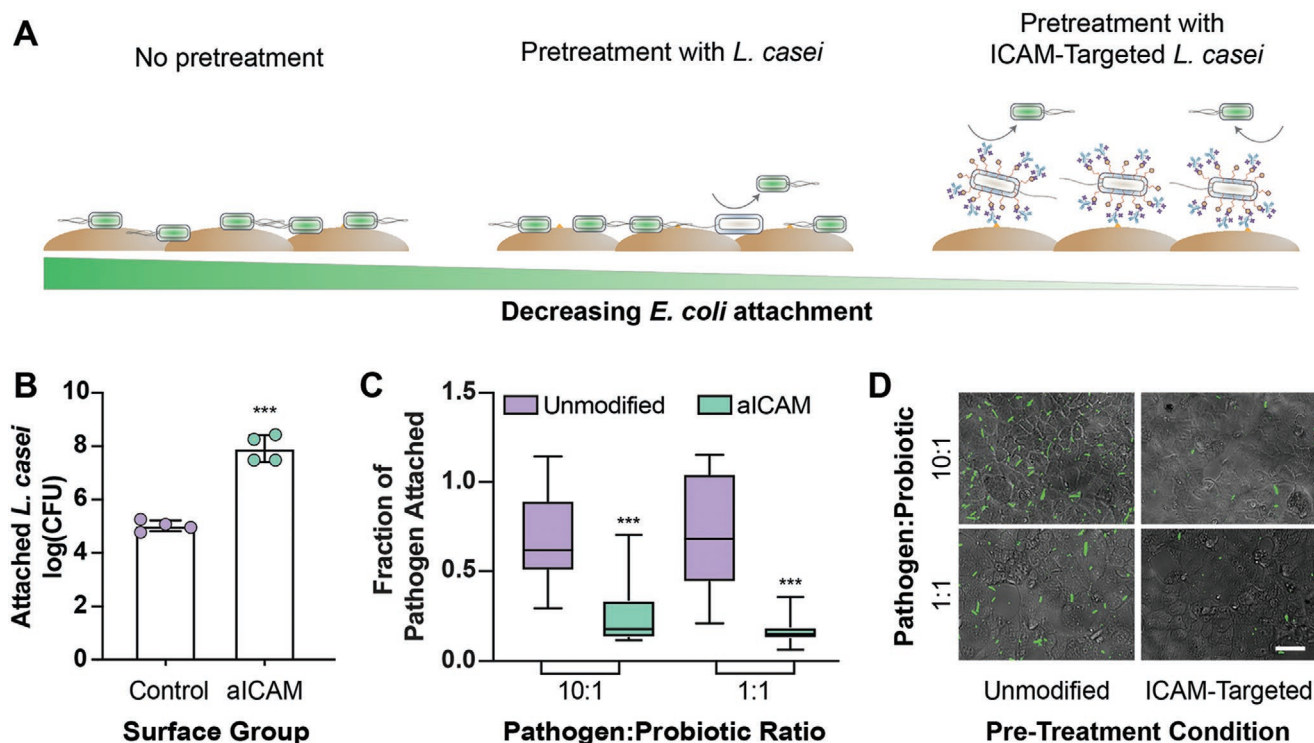 A
No pretreatment
Pretreatment with L. casei
Pretreatment with
ICAM-Targeted L. casei
Decreasing E. coli attachment
B
Attached L. casei
log(CFU)
10
8
6
4
2
0
***
Control
aICAM
Surface Group
C
Fraction of
Pathogen Attached
1.5
1.0
0.5
0.0
Unmodified
aICAM
***
***
10:1
1:1
Pathogen:Probiotic Ratio
D
Pathogen:Probiotic
10:1
1:1
Unmodified
ICAM-Targeted
Pre-Treatment Condition